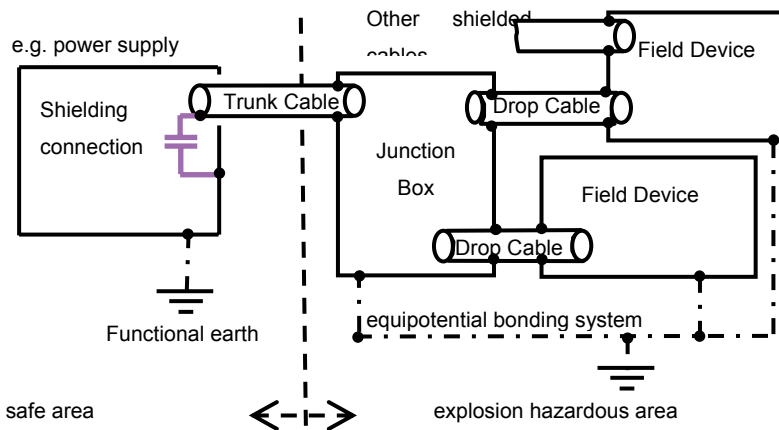 Other shielded
cables
e.g. power supply
Field Device
Shielding
connection
Trunk Cable
Drop Cable
Junction
Box
Field Device
Drop Cable
equipotential bonding system
Functional earth
safe area
explosion hazardous area